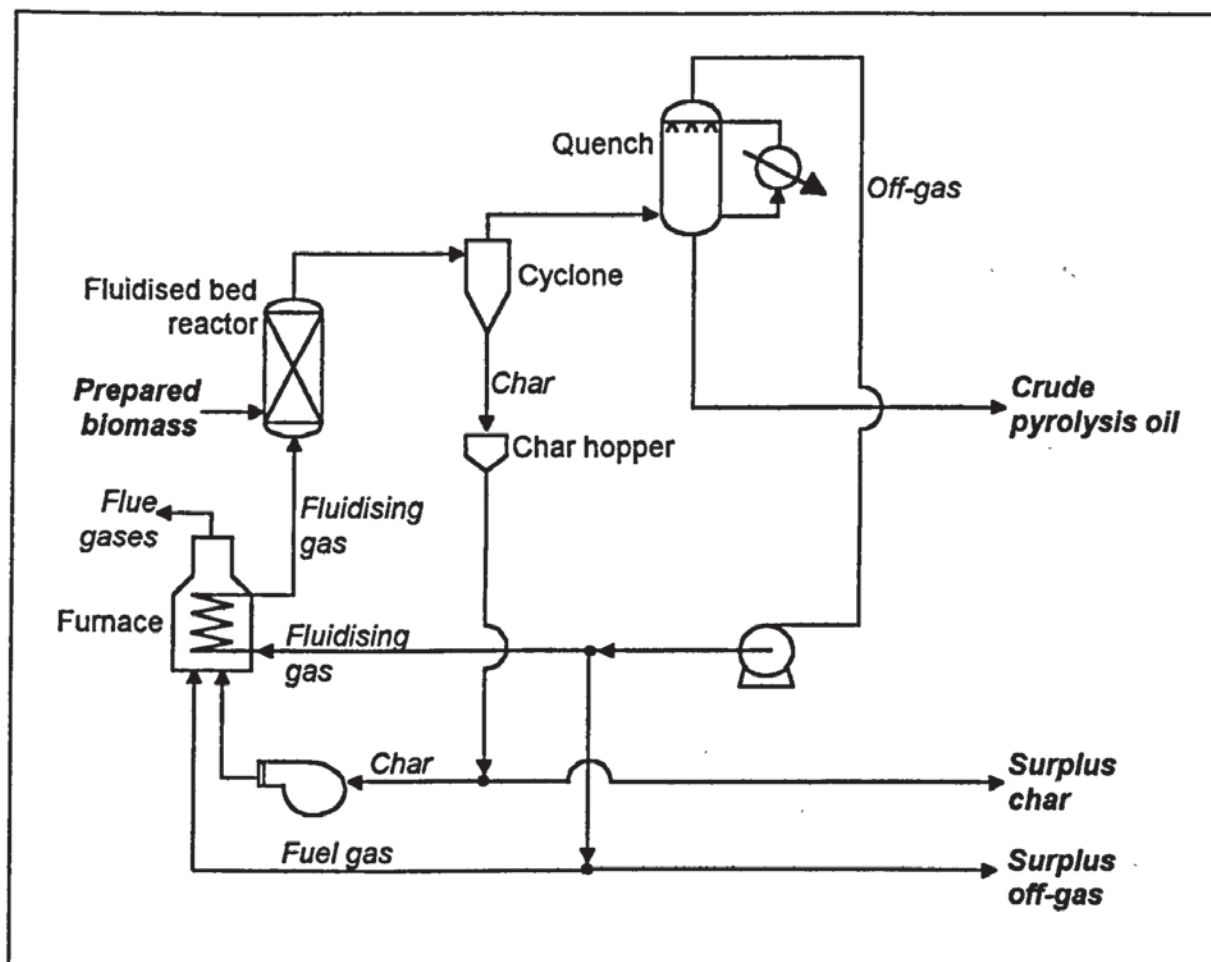 Quench
Off-gas
Cyclone
Fluidised bed
reactor
Prepared
biomass
Char
Crude
pyrolysis oil
Char hopper
Flue
gases
Fluidising
gas
Furnace
Fluidising
gas
Char
Surplus
char
Fuel gas
Surplus
off-gas